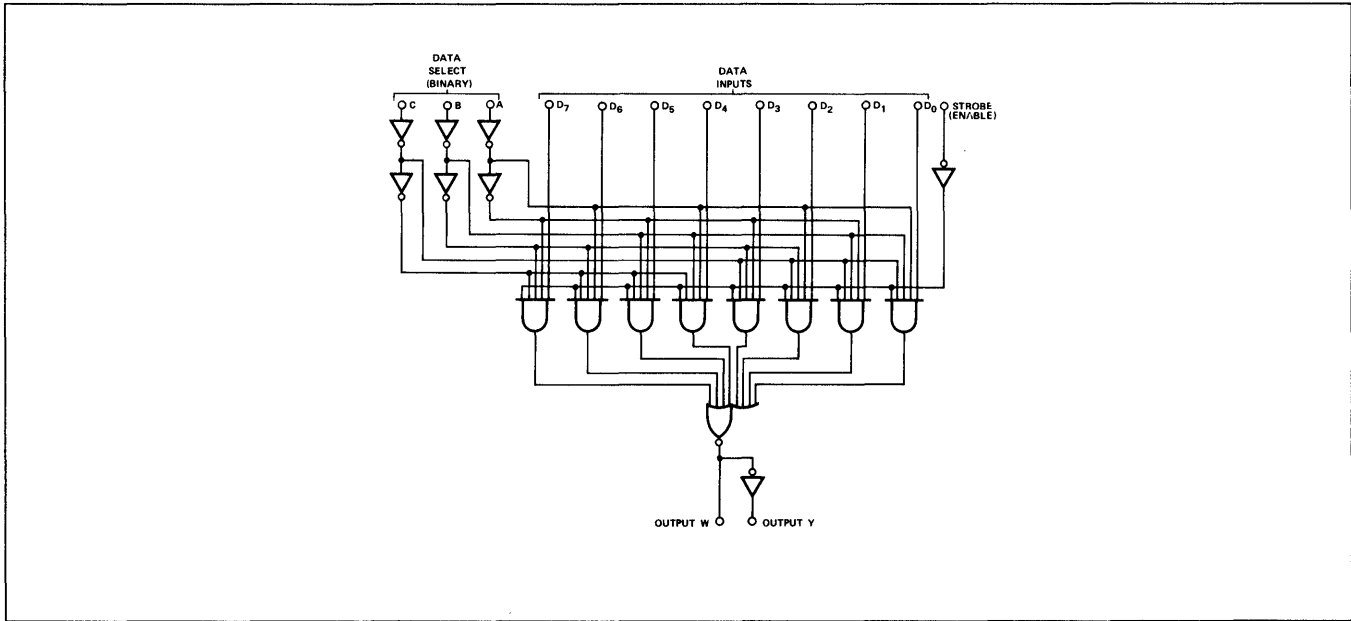 DATA
SELECT
(BINARY)
DATA
INPUTS
C B A D7 D6 D5 D4 D3 D2 D1 D0 STROBE
(ENABLE)
OUTPUT W OUTPUT Y